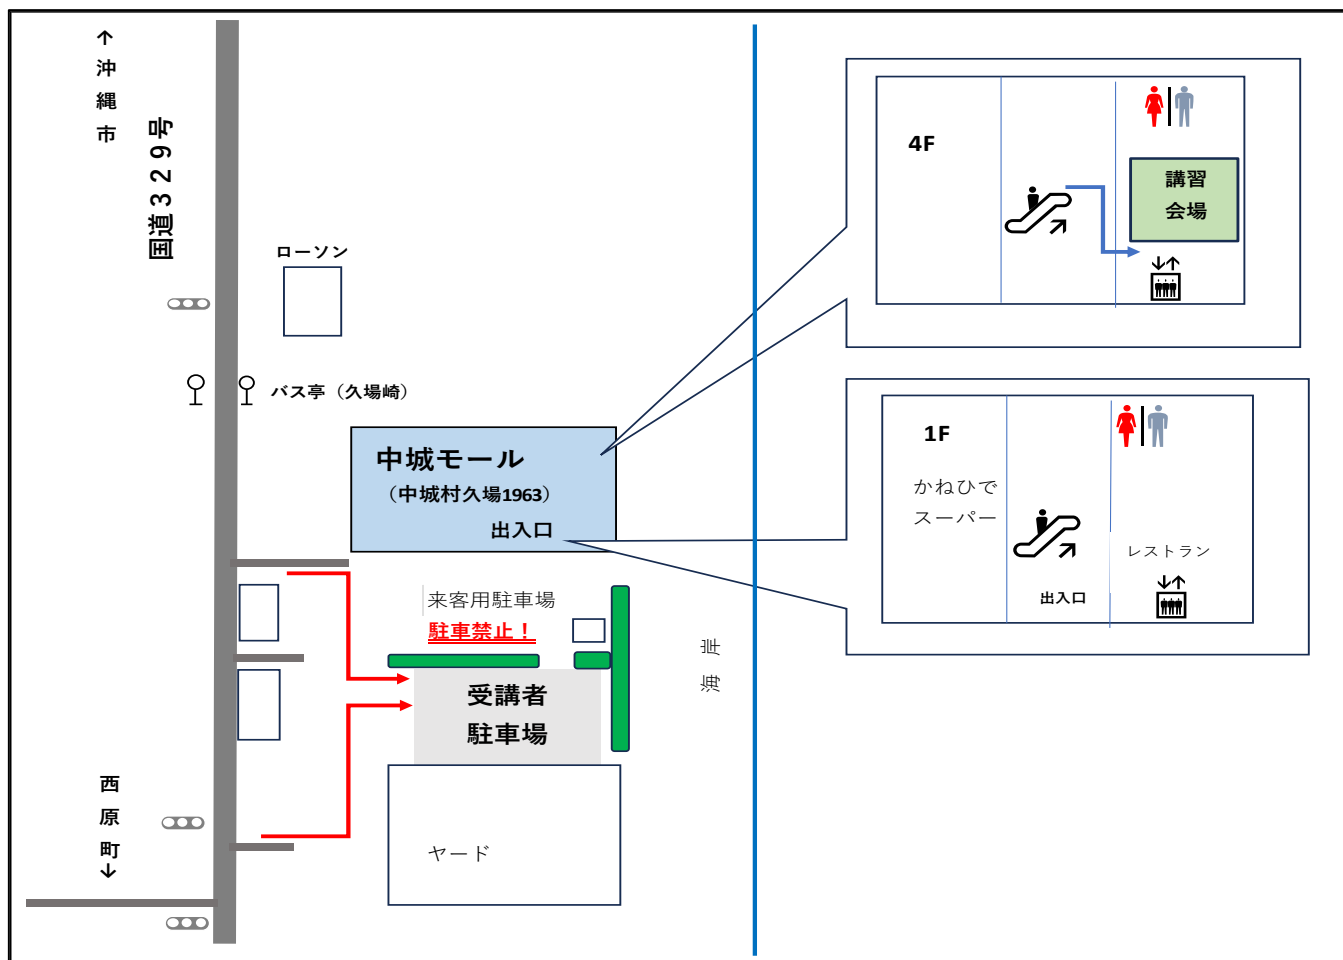 ↑沖縄市
国道３２９号
ローソン
バス亭（久場崎）
中城モール
（中城村久場1963）
出入口
来客用駐車場
駐車禁止！
受講者
駐車場
ヤード
西原町↓
海岸
4F
講習
会場
1F
かねひで
スーパー
レストラン
出入口